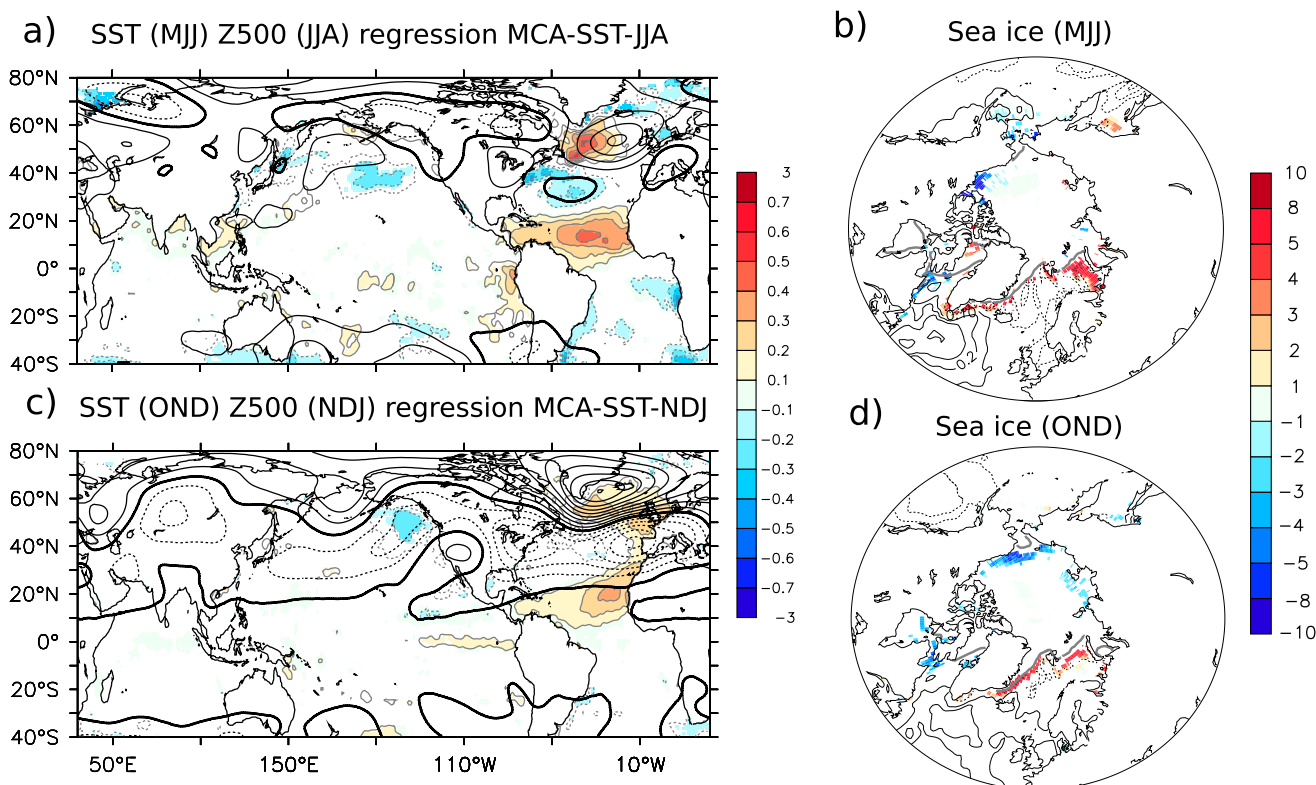 a) SST (MJJ) Z500 (JJA) regression MCA-SST-JJA
80°N
60°N
40°N
20°N
0°
20°S
40°S
3
0.7
0.6
0.5
0.4
0.3
0.2
0.1
−0.1
−0.2
−0.3
−0.4
−0.5
−0.6
−0.7
−3
b) Sea ice (MJJ)
10
8
5
4
3
2
1
−1
−2
−3
−4
−5
−8
−10
c) SST (OND) Z500 (NDJ) regression MCA-SST-NDJ
80°N
60°N
40°N
20°N
0°
20°S
40°S
50°E 150°E 110°W 10°W
d) Sea ice (OND)